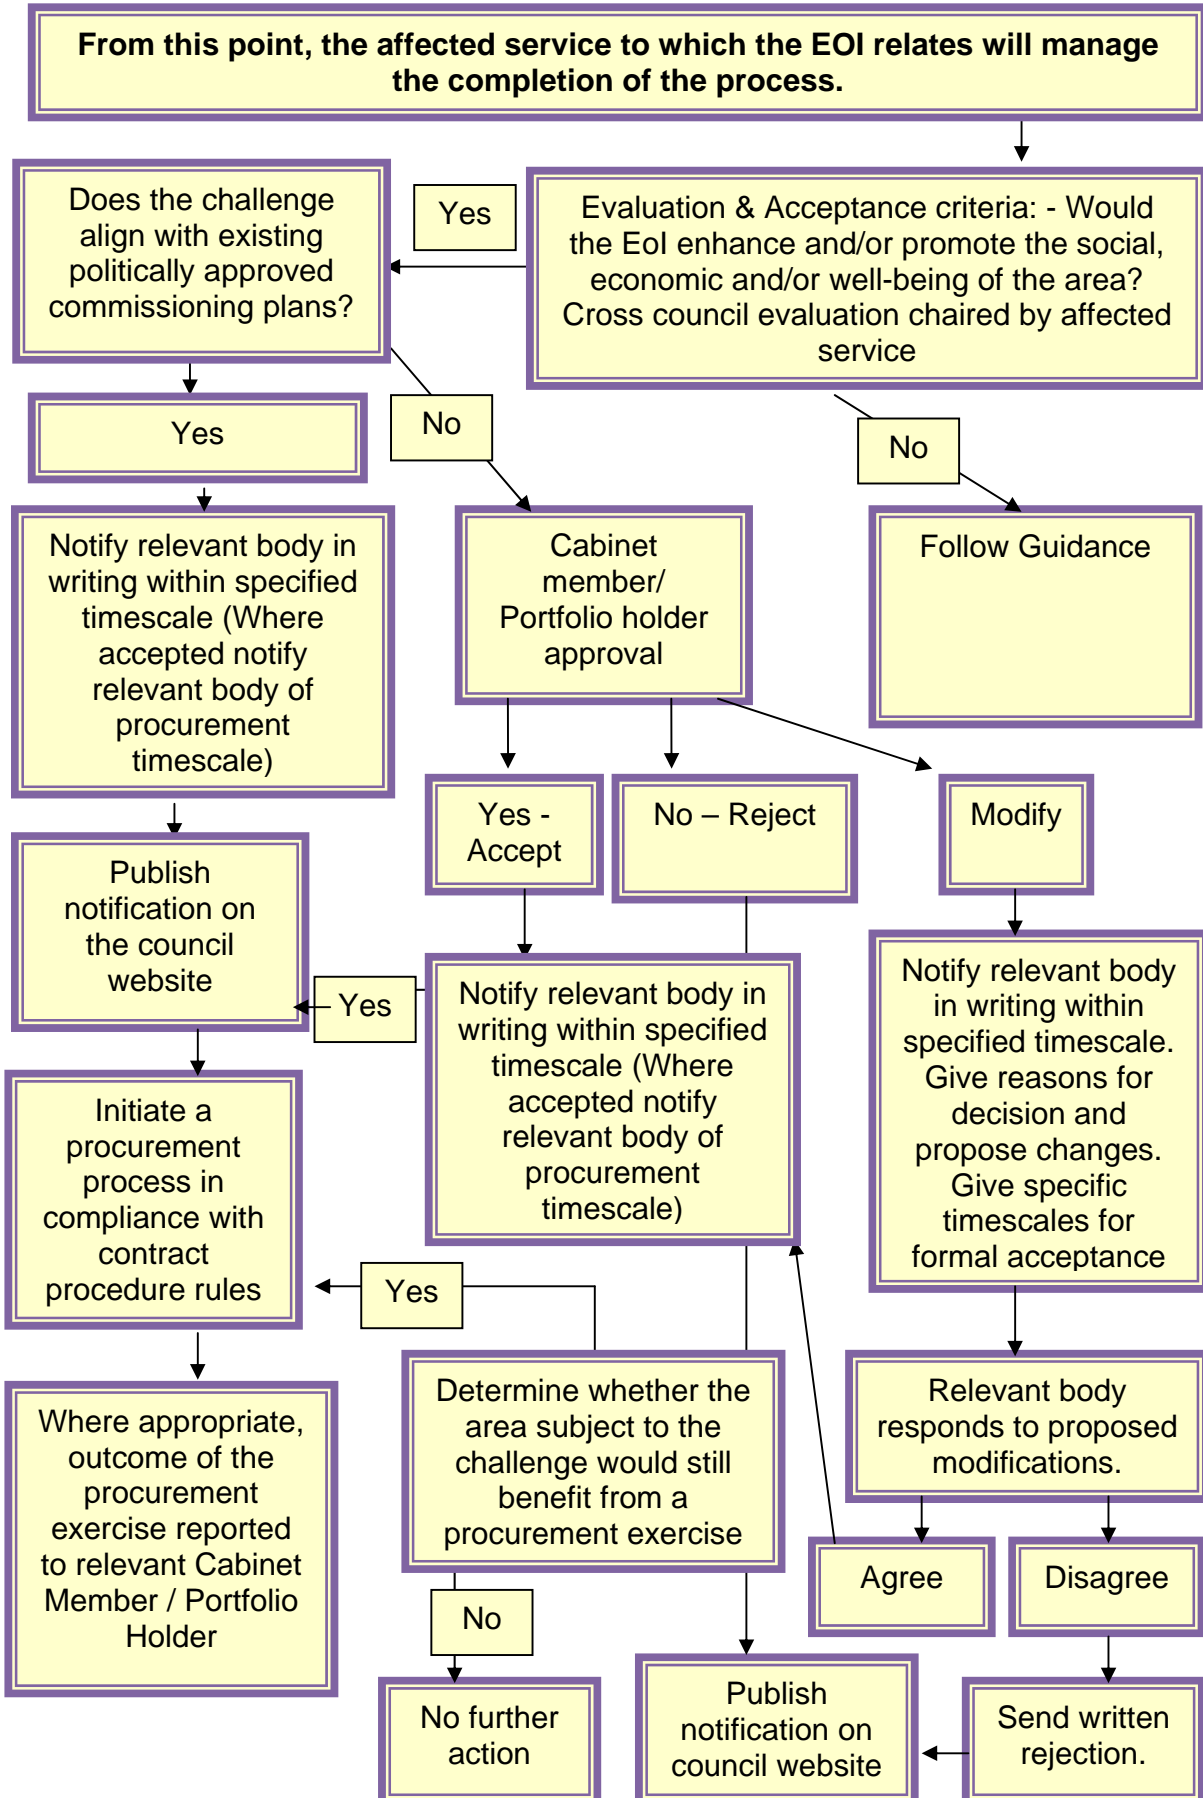 From this point, the affected service to which the EOI relates will manage
the completion of the process.
Does the challenge
align with existing
politically approved
commissioning plans?
Yes
Evaluation & Acceptance criteria: - Would
the EoI enhance and/or promote the social,
economic and/or well-being of the area?
Cross council evaluation chaired by affected
service
Yes
No
No
Notify relevant body in
writing within specified
timescale (Where
accepted notify
relevant body of
procurement
timescale)
Cabinet
member/
Portfolio holder
approval
Follow Guidance
Yes -
Accept
No – Reject
Modify
Publish
notification on
the council
website
Yes
Notify relevant body in
writing within specified
timescale (Where
accepted notify
relevant body of
procurement
timescale)
Notify relevant body
in writing within
specified timescale.
Give reasons for
decision and
propose changes.
Give specific
timescales for
formal acceptance
Initiate a
procurement
process in
compliance with
contract
procedure rules
Yes
Where appropriate,
outcome of the
procurement
exercise reported
to relevant Cabinet
Member / Portfolio
Holder
Determine whether the
area subject to the
challenge would still
benefit from a
procurement exercise
Relevant body
responds to proposed
modifications.
No
Agree
Disagree
No further
action
Publish
notification on
council website
Send written
rejection.